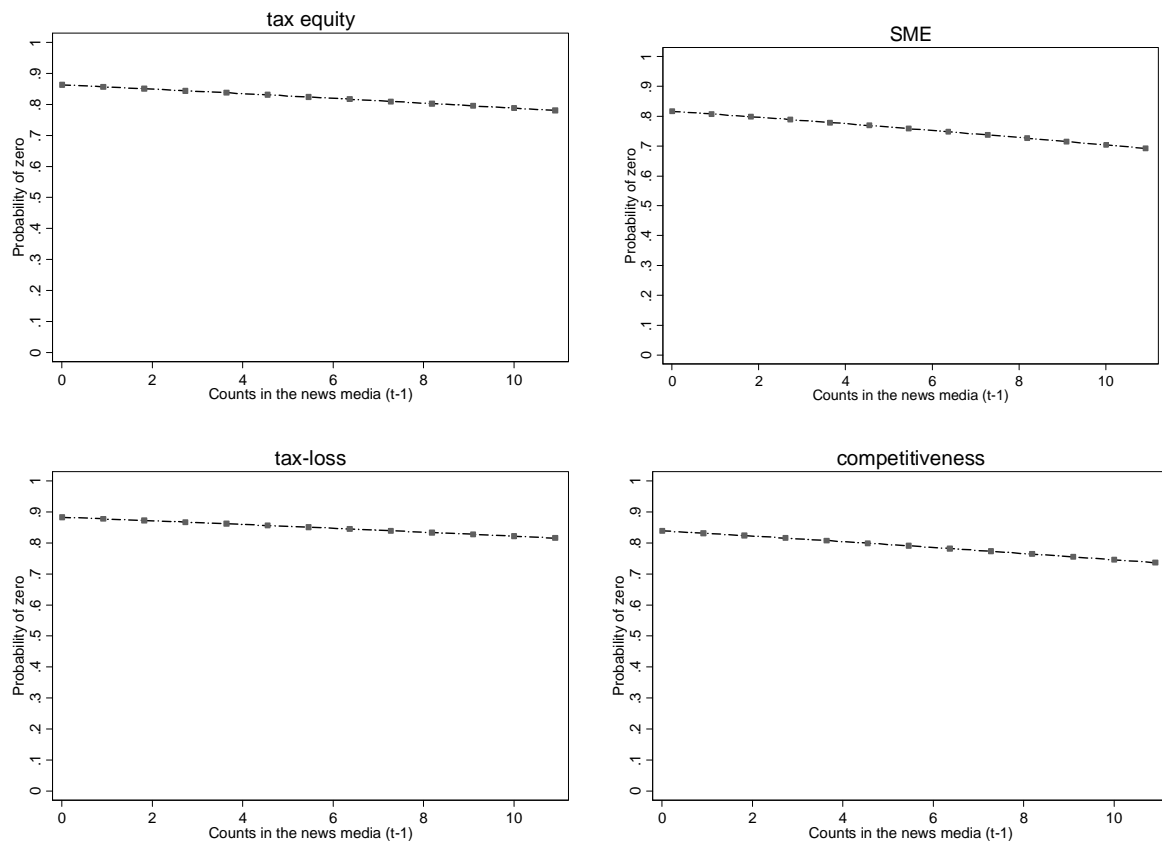 tax equity
Probability of zero
1
.9
.8
.7
.6
.5
.4
.3
.2
.1
0
0 2 4 6 8 10
Counts in the news media (t-1)
SME
Probability of zero
1
.9
.8
.7
.6
.5
.4
.3
.2
.1
0
0 2 4 6 8 10
Counts in the news media (t-1)
tax-loss
Probability of zero
1
.9
.8
.7
.6
.5
.4
.3
.2
.1
0
0 2 4 6 8 10
Counts in the news media (t-1)
competitiveness
Probability of zero
1
.9
.8
.7
.6
.5
.4
.3
.2
.1
0
0 2 4 6 8 10
Counts in the news media (t-1)